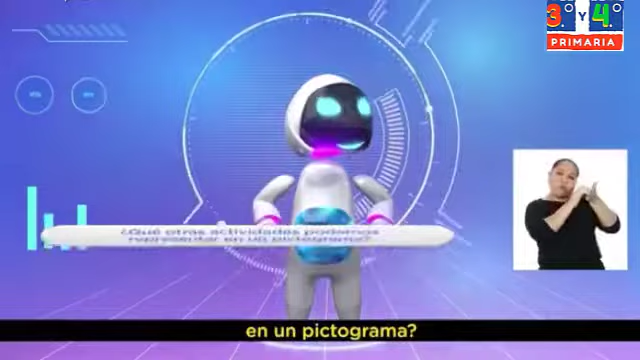 3° Y 4°
PRIMARIA
¿Qué otras actividades podemos
representar en un pictograma?
en un pictograma?